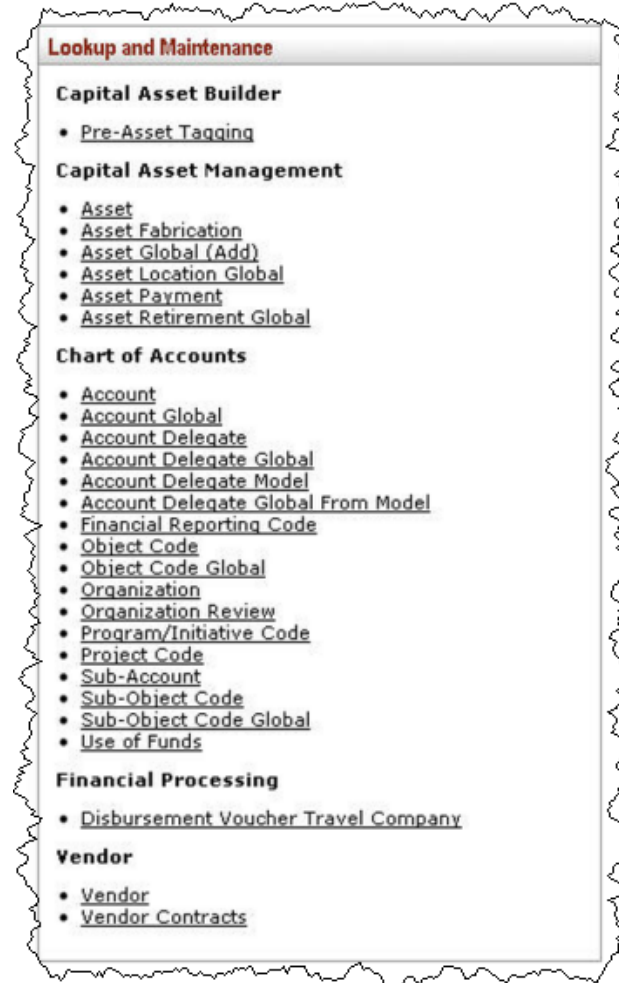 Lookup and Maintenance
Capital Asset Builder
• Pre-Asset Tagging
Capital Asset Management
• Asset
• Asset Fabrication
• Asset Global (Add)
• Asset Location Global
• Asset Payment
• Asset Retirement Global
Chart of Accounts
• Account
• Account Global
• Account Delegate
• Account Delegate Global
• Account Delegate Model
• Account Delegate Global From Model
• Financial Reporting Code
• Object Code
• Object Code Global
• Organization
• Organization Review
• Program/Initiative Code
• Project Code
• Sub-Account
• Sub-Object Code
• Sub-Object Code Global
• Use of Funds
Financial Processing
• Disbursement Voucher Travel Company
Vendor
• Vendor
• Vendor Contracts